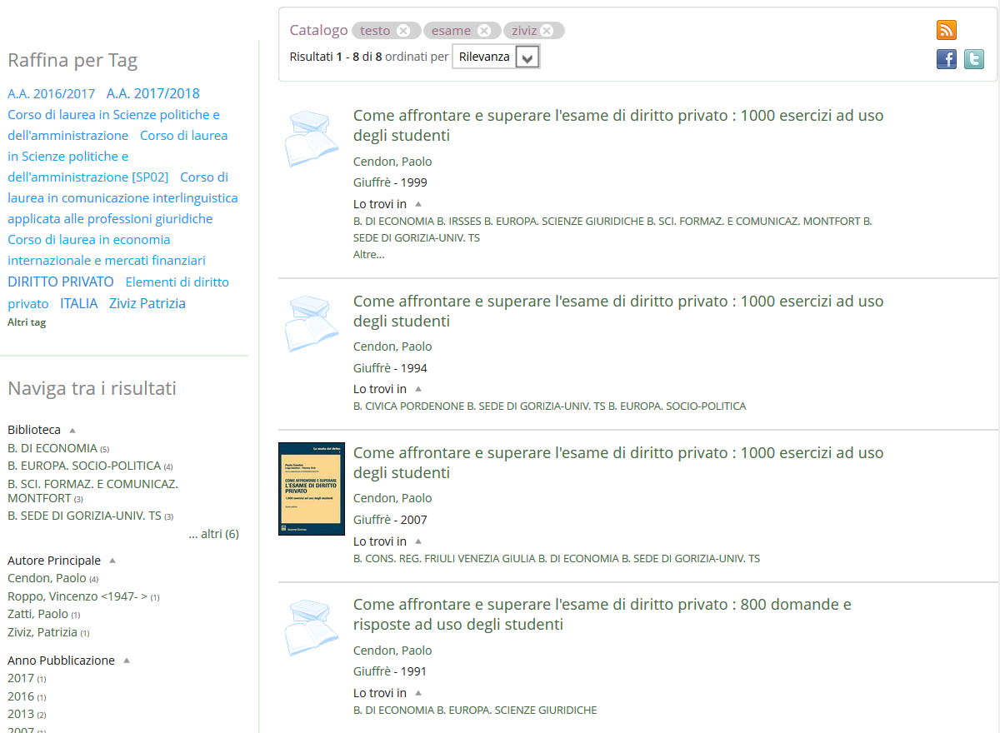 Raffina per Tag
A.A. 2016/2017 A.A. 2017/2018
Corso di laurea in Scienze politiche e
dell'amministrazione Corso di laurea
in Scienze politiche e
dell'amministrazione [SP02] Corso di
laurea in comunicazione interlinguistica
applicata alle professioni giuridiche
Corso di laurea in economia
internazionale e mercati finanziari
DIRITTO PRIVATO Elementi di diritto
privato ITALIA Ziviz Patrizia
Altri tag
Naviga tra i risultati
Biblioteca
B. DI ECONOMIA (5)
B. EUROPA. SOCIO-POLITICA (4)
B. SCI. FORMAZ. E COMUNICAZ.
MONTFORT (3)
B. SEDE DI GORIZIA-UNIV. TS (3)
... altri (6)
Autore Principale
Cendon, Paolo (4)
Roppo, Vincenzo <1947- > (1)
Zatti, Paolo (1)
Ziviz, Patrizia (1)
Anno Pubblicazione
2017 (1)
2016 (1)
2013 (2)
2007 (1)
Catalogo testo esame ziviz
Risultati 1 - 8 di 8 ordinati per Rilevanza
Come affrontare e superare l'esame di diritto privato : 1000 esercizi ad uso
degli studenti
Cendon, Paolo
Giuffrè - 1999
Lo trovi in
B. DI ECONOMIA B. IRSSES B. EUROPA. SCIENZE GIURIDICHE B. SCI. FORMAZ. E COMUNICAZ. MONTFORT B.
SEDE DI GORIZIA-UNIV. TS
Altre...
Come affrontare e superare l'esame di diritto privato : 1000 esercizi ad uso
degli studenti
Cendon, Paolo
Giuffrè - 1994
Lo trovi in
B. CIVICA PORDENONE B. SEDE DI GORIZIA-UNIV. TS B. EUROPA. SOCIO-POLITICA
COME AFFRONTARE E SUPERARE
L'ESAME DI DIRITTO
PRIVATO
Come affrontare e superare l'esame di diritto privato : 1000 esercizi ad uso
degli studenti
Cendon, Paolo
Giuffrè - 2007
Lo trovi in
B. CONS. REG. FRIULI VENEZIA GIULIA B. DI ECONOMIA B. SEDE DI GORIZIA-UNIV. TS
Come affrontare e superare l'esame di diritto privato : 800 domande e
risposte ad uso degli studenti
Cendon, Paolo
Giuffrè - 1991
Lo trovi in
B. DI ECONOMIA B. EUROPA. SCIENZE GIURIDICHE